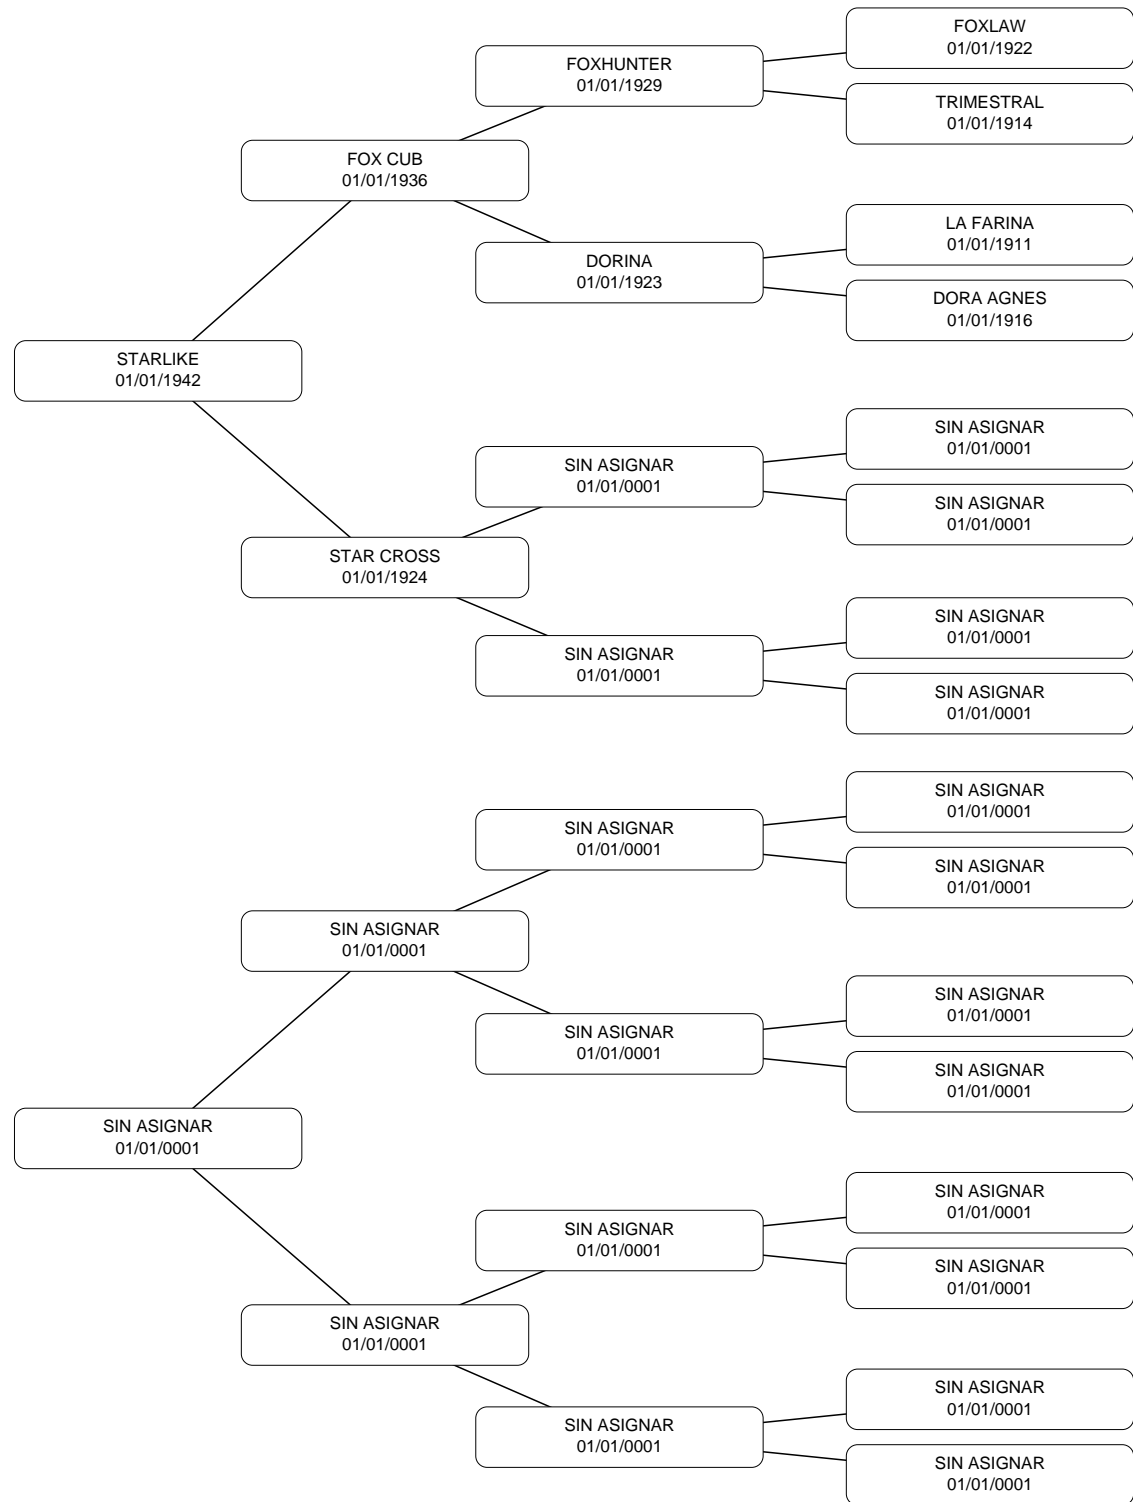 FOXLAW
01/01/1922
FOXHUNTER
01/01/1929
TRIMESTRAL
01/01/1914
FOX CUB
01/01/1936
LA FARINA
01/01/1911
DORINA
01/01/1923
DORA AGNES
01/01/1916
STARLIKE
01/01/1942
SIN ASIGNAR
01/01/0001
SIN ASIGNAR
01/01/0001
SIN ASIGNAR
01/01/0001
STAR CROSS
01/01/1924
SIN ASIGNAR
01/01/0001
SIN ASIGNAR
01/01/0001
SIN ASIGNAR
01/01/0001
SIN ASIGNAR
01/01/0001
SIN ASIGNAR
01/01/0001
SIN ASIGNAR
01/01/0001
SIN ASIGNAR
01/01/0001
SIN ASIGNAR
01/01/0001
SIN ASIGNAR
01/01/0001
SIN ASIGNAR
01/01/0001
SIN ASIGNAR
01/01/0001
SIN ASIGNAR
01/01/0001
SIN ASIGNAR
01/01/0001
SIN ASIGNAR
01/01/0001
SIN ASIGNAR
01/01/0001
SIN ASIGNAR
01/01/0001
SIN ASIGNAR
01/01/0001
SIN ASIGNAR
01/01/0001